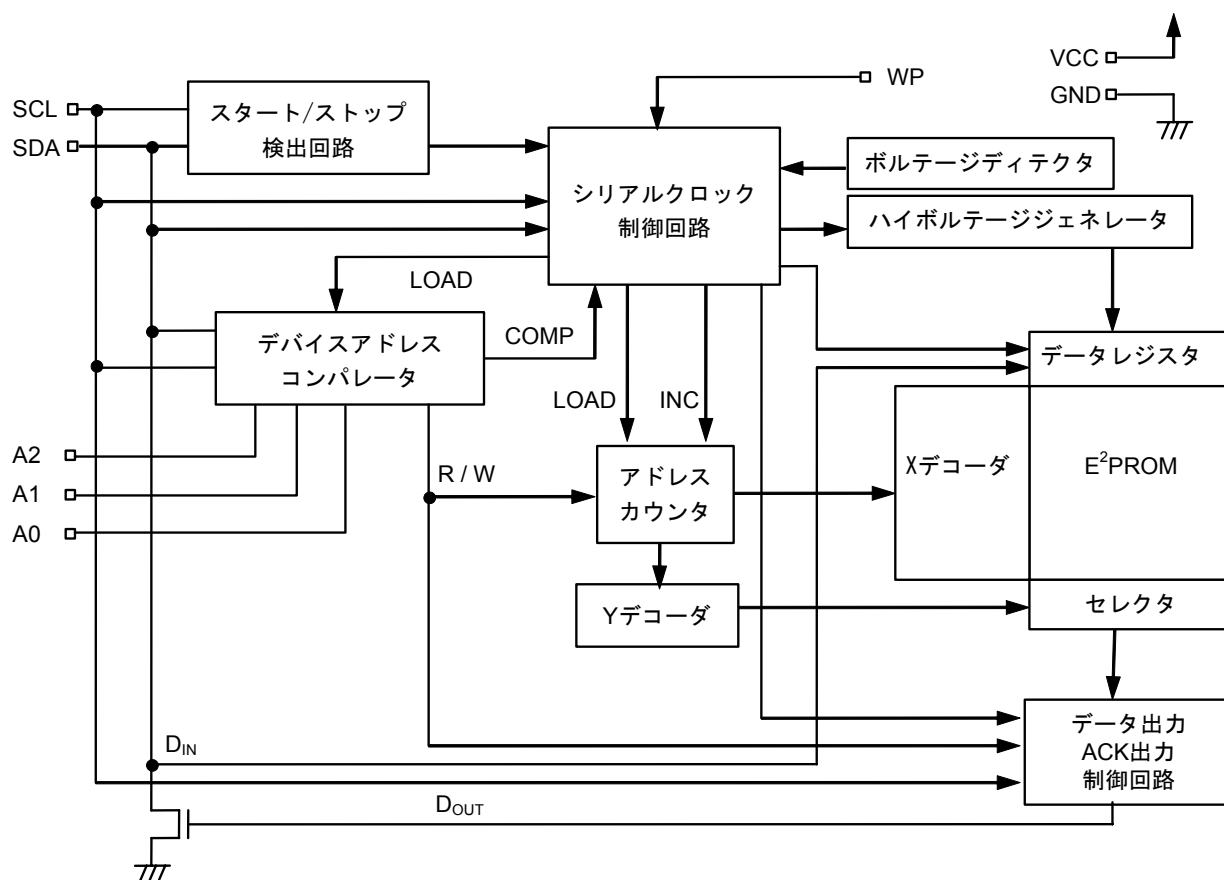 VCC
WP
SCL
GND
スタート/ストップ
検出回路
SDA
ボルテージディテクタ
シリアルクロック
制御回路
ハイボルテージジェネレータ
LOAD
COMP
デバイスアドレス
コンパレータ
データレジスタ
LOAD
INC
A2
A1
A0
R / W
アドレス
カウンタ
Xデコーダ
E²PROM
Yデコーダ
セレクタ
データ出力
ACK出力
制御回路
DIN
DOUT